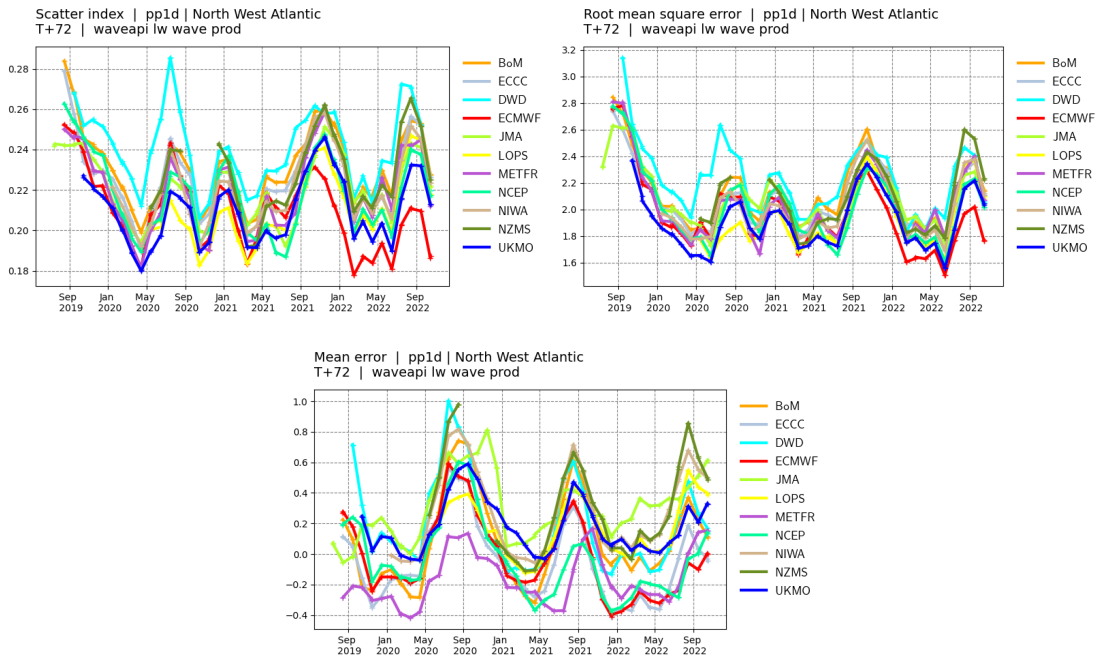 Scatter index | pp1d | North West Atlantic
T+72 | waveapi lw wave prod
0.28
0.26
0.24
0.22
0.20
0.18
Sep 2019
Jan 2020
May 2020
Sep 2020
Jan 2021
May 2021
Sep 2021
Jan 2022
May 2022
Sep 2022
BoM
ECCC
DWD
ECMWF
JMA
LOPS
METFR
NCEP
NIWA
NZMS
UKMO
Root mean square error | pp1d | North West Atlantic
T+72 | waveapi lw wave prod
3.2
3.0
2.8
2.6
2.4
2.2
2.0
1.8
1.6
Sep 2019
Jan 2020
May 2020
Sep 2020
Jan 2021
May 2021
Sep 2021
Jan 2022
May 2022
Sep 2022
BoM
ECCC
DWD
ECMWF
JMA
LOPS
METFR
NCEP
NIWA
NZMS
UKMO
Mean error | pp1d | North West Atlantic
T+72 | waveapi lw wave prod
1.0
0.8
0.6
0.4
0.2
0.0
−0.2
−0.4
Sep 2019
Jan 2020
May 2020
Sep 2020
Jan 2021
May 2021
Sep 2021
Jan 2022
May 2022
Sep 2022
BoM
ECCC
DWD
ECMWF
JMA
LOPS
METFR
NCEP
NIWA
NZMS
UKMO